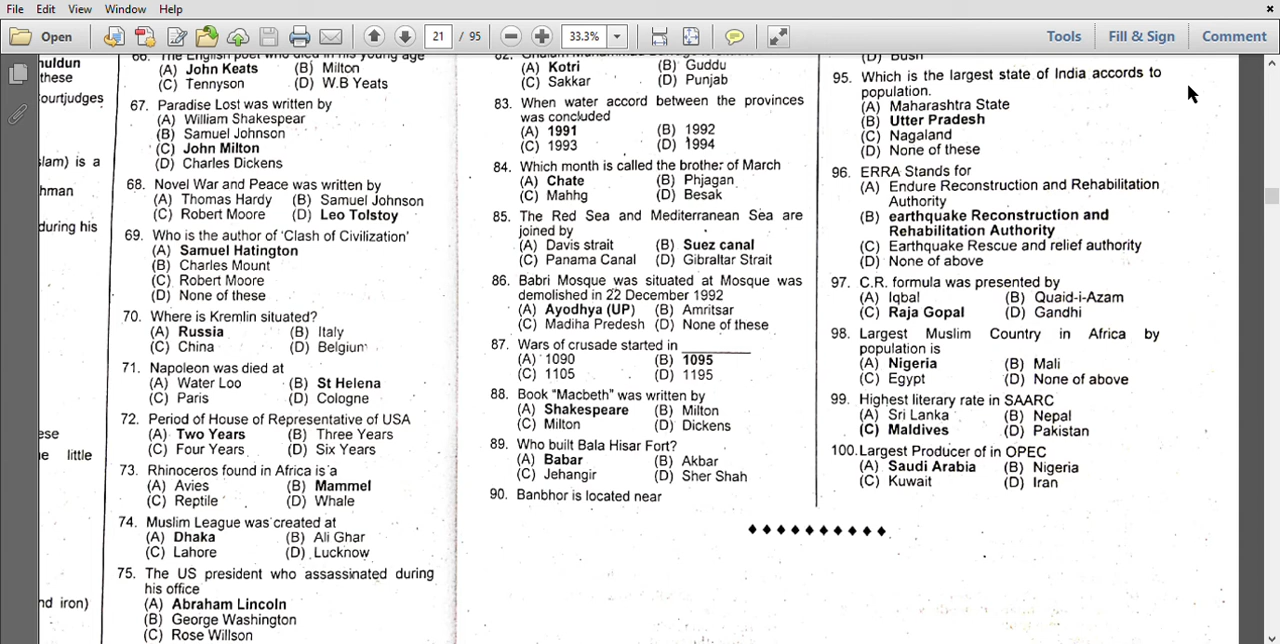 File Edit View Window Help
Open 21 / 95 33.3% Tools Fill & Sign Comment
huldun
these
ourtjudges
slam) is a
hman
during his
ese
e little
nd iron)
66. The English poet who died in his young age
(A) John Keats (B) Milton
(C) Tennyson (D) W.B Yeats
67. Paradise Lost was written by
(A) William Shakespear
(B) Samuel Johnson
(C) John Milton
(D) Charles Dickens
68. Novel War and Peace was written by
(A) Thomas Hardy (B) Samuel Johnson
(C) Robert Moore (D) Leo Tolstoy
69. Who is the author of 'Clash of Civilization'
(A) Samuel Hatington
(B) Charles Mount
(C) Robert Moore
(D) None of these
70. Where is Kremlin situated?
(A) Russia (B) Italy
(C) China (D) Belgium
71. Napoleon was died at
(A) Water Loo (B) St Helena
(C) Paris (D) Cologne
72. Period of House of Representative of USA
(A) Two Years (B) Three Years
(C) Four Years (D) Six Years
73. Rhinoceros found in Africa is a
(A) Avies (B) Mammel
(C) Reptile (D) Whale
74. Muslim League was created at
(A) Dhaka (B) Ali Ghar
(C) Lahore (D) Lucknow
75. The US president who assassinated during
his office
(A) Abraham Lincoln
(B) George Washington
(C) Rose Willson
82.
(A) Kotri (B) Guddu
(C) Sakkar (D) Punjab
83. When water accord between the provinces
was concluded
(A) 1991 (B) 1992
(C) 1993 (D) 1994
84. Which month is called the brother of March
(A) Chate (B) Phjagan
(C) Mahhg (D) Besak
85. The Red Sea and Mediterranean Sea are
joined by
(A) Davis strait (B) Suez canal
(C) Panama Canal (D) Gibraltar Strait
86. Babri Mosque was situated at Mosque was
demolished in 22 December 1992
(A) Ayodhya (UP) (B) Amritsar
(C) Madiha Predesh (D) None of these
87. Wars of crusade started in ________
(A) 1090 (B) 1095
(C) 1105 (D) 1195
88. Book “Macbeth” was written by
(A) Shakespeare (B) Milton
(C) Milton (D) Dickens
89. Who built Bala Hisar Fort?
(A) Babar (B) Akbar
(C) Jehangir (D) Sher Shah
90. Banbhor is located near
(D) Bush
95. Which is the largest state of India accords to
population.
(A) Maharashtra State
(B) Utter Pradesh
(C) Nagaland
(D) None of these
96. ERRA Stands for
(A) Endure Reconstruction and Rehabilitation
Authority
(B) earthquake Reconstruction and
Rehabilitation Authority
(C) Earthquake Rescue and relief authority
(D) None of above
97. C.R. formula was presented by
(A) Iqbal (B) Quaid-i-Azam
(C) Raja Gopal (D) Gandhi
98. Largest Muslim Country in Africa by
population is
(A) Nigeria (B) Mali
(C) Egypt (D) None of above
99. Highest literary rate in SAARC
(A) Sri Lanka (B) Nepal
(C) Maldives (D) Pakistan
100. Largest Producer of in OPEC
(A) Saudi Arabia (B) Nigeria
(C) Kuwait (D) Iran